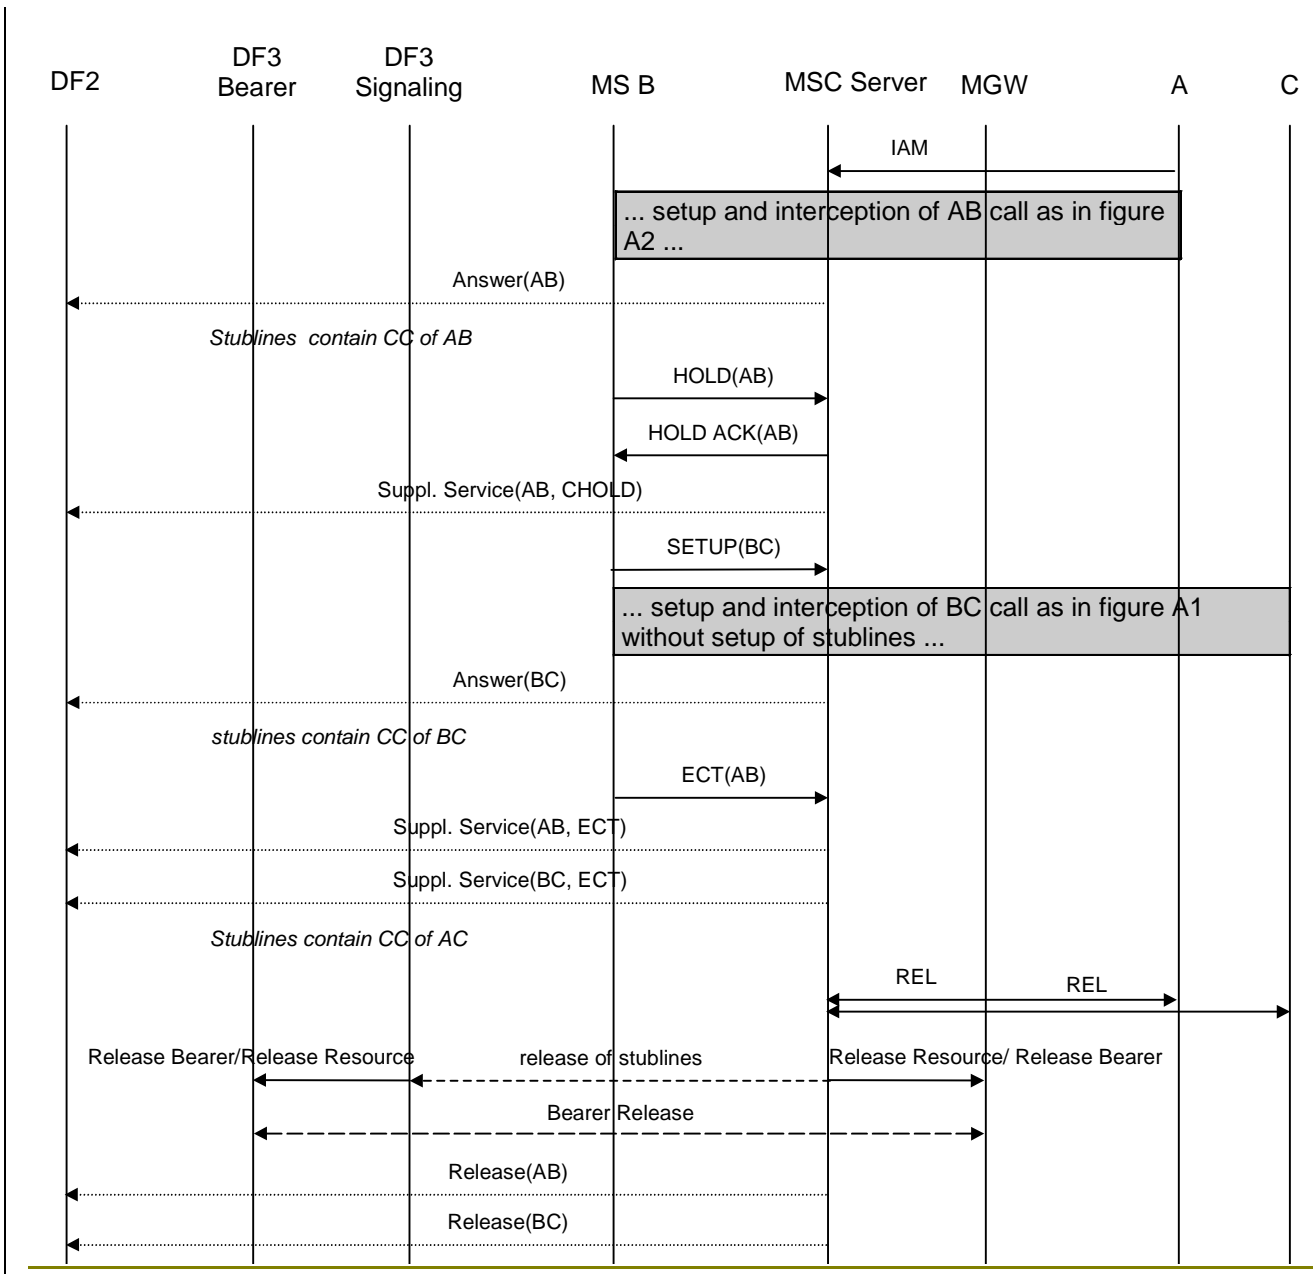 DF2
DF3
Bearer
DF3
Signaling
MS B
MSC Server
MGW
A
C
IAM
... setup and interception of AB call as in figure
A2 ...
Answer(AB)
Stublines contain CC of AB
HOLD(AB)
HOLD ACK(AB)
Suppl. Service(AB, CHOLD)
SETUP(BC)
... setup and interception of BC call as in figure A1
without setup of stublines ...
Answer(BC)
stublines contain CC of BC
ECT(AB)
Suppl. Service(AB, ECT)
Suppl. Service(BC, ECT)
Stublines contain CC of AC
REL
REL
Release Bearer/Release Resource
release of stublines
Release Resource/ Release Bearer
Bearer Release
Release(AB)
Release(BC)